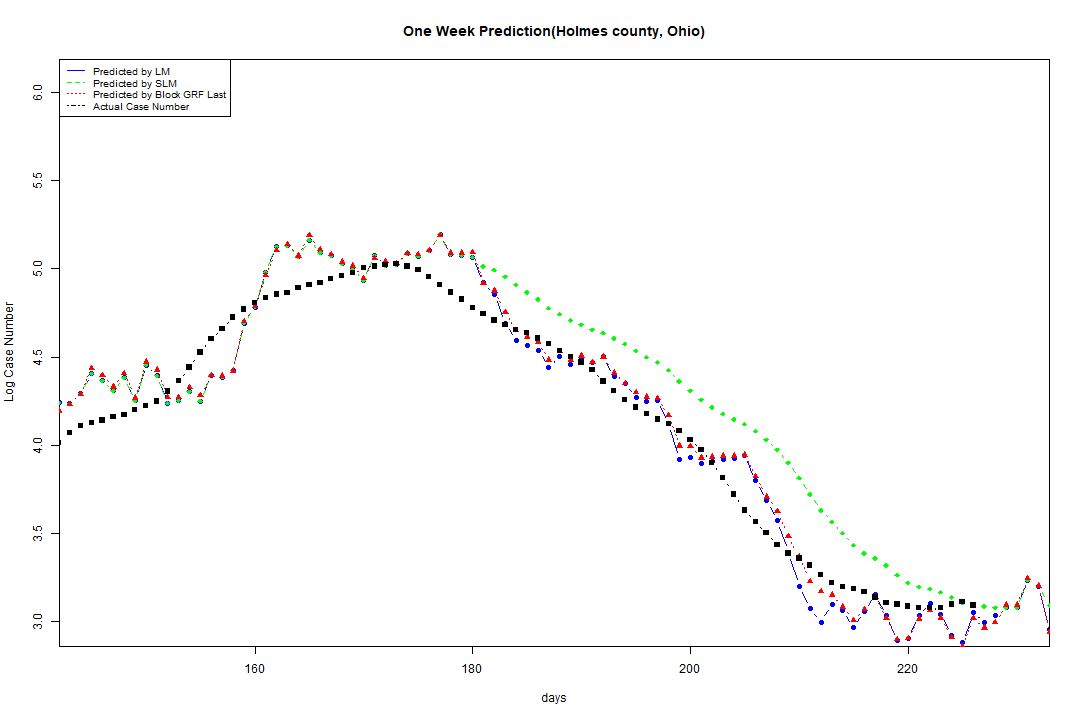 One Week Prediction(Holmes county, Ohio)
Predicted by LM
Predicted by SLM
Predicted by Block GRF Last
Actual Case Number
6.0
5.5
5.0
4.5
4.0
3.5
3.0
Log Case Number
160 180 200 220
days